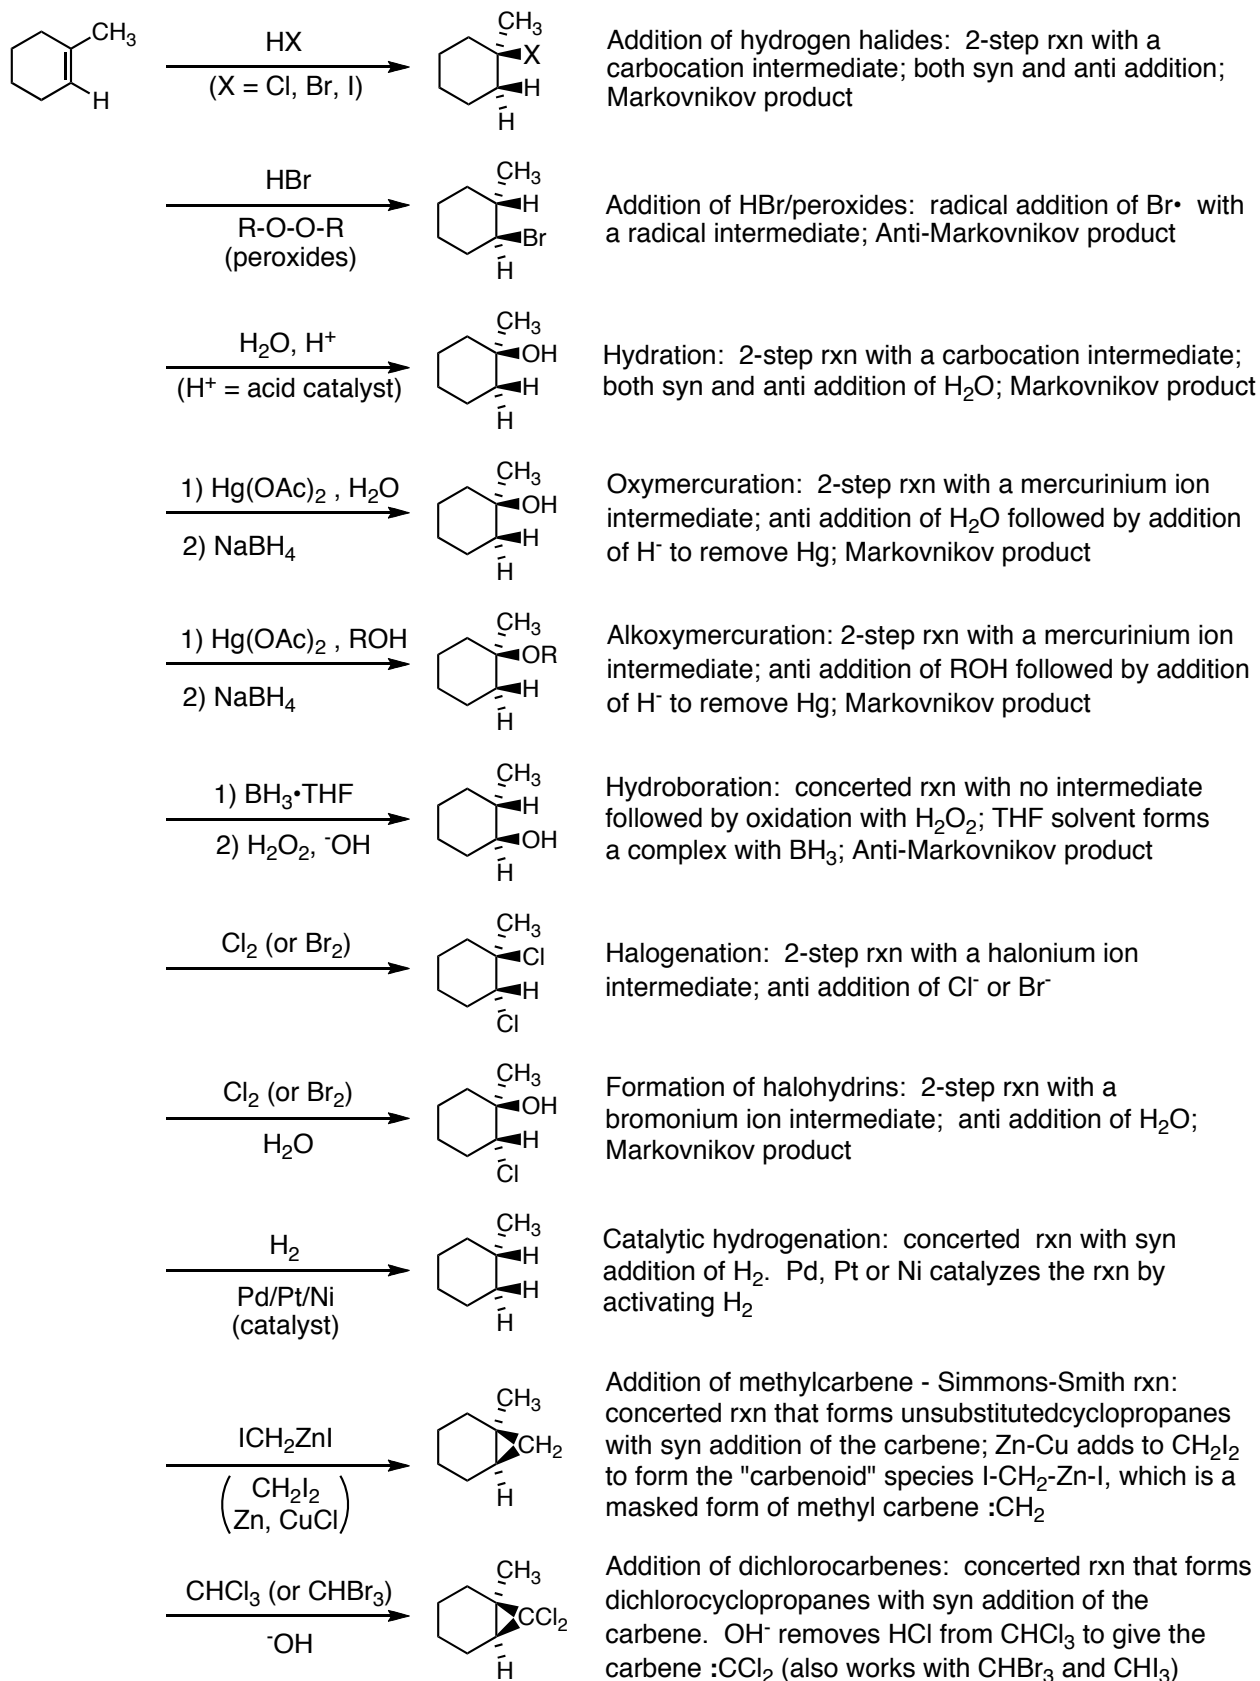 CH₃
H
HX
(X = Cl, Br, I)
CH₃
X
H
H
Addition of hydrogen halides: 2-step rxn with a
carbocation intermediate; both syn and anti addition;
Markovnikov product
HBr
R-O-O-R
(peroxides)
CH₃
H
Br
H
Addition of HBr/peroxides: radical addition of Br• with
a radical intermediate; Anti-Markovnikov product
H₂O, H⁺
(H⁺ = acid catalyst)
CH₃
OH
H
H
Hydration: 2-step rxn with a carbocation intermediate;
both syn and anti addition of H₂O; Markovnikov product
1) Hg(OAc)₂ , H₂O
2) NaBH₄
CH₃
OH
H
H
Oxymercuration: 2-step rxn with a mercurinium ion
intermediate; anti addition of H₂O followed by addition
of H⁻ to remove Hg; Markovnikov product
1) Hg(OAc)₂ , ROH
2) NaBH₄
CH₃
OR
H
H
Alkoxymercuration: 2-step rxn with a mercurinium ion
intermediate; anti addition of ROH followed by addition
of H⁻ to remove Hg; Markovnikov product
1) BH₃•THF
2) H₂O₂, ⁻OH
CH₃
H
OH
H
Hydroboration: concerted rxn with no intermediate
followed by oxidation with H₂O₂; THF solvent forms
a complex with BH₃; Anti-Markovnikov product
Cl₂ (or Br₂)
CH₃
Cl
H
Cl
Halogenation: 2-step rxn with a halonium ion
intermediate; anti addition of Cl⁻ or Br⁻
Cl₂ (or Br₂)
H₂O
CH₃
OH
H
Cl
Formation of halohydrins: 2-step rxn with a
bromonium ion intermediate; anti addition of H₂O;
Markovnikov product
H₂
Pd/Pt/Ni
(catalyst)
CH₃
H
H
H
Catalytic hydrogenation: concerted rxn with syn
addition of H₂. Pd, Pt or Ni catalyzes the rxn by
activating H₂
ICH₂ZnI
(CH₂I₂
Zn, CuCl)
CH₃
CH₂
H
Addition of methylcarbene - Simmons-Smith rxn:
concerted rxn that forms unsubstitutedcyclopropanes
with syn addition of the carbene; Zn-Cu adds to CH₂I₂
to form the "carbenoid" species I-CH₂-Zn-I, which is a
masked form of methyl carbene :CH₂
CHCl₃ (or CHBr₃)
⁻OH
CH₃
CCl₂
H
Addition of dichlorocarbenes: concerted rxn that forms
dichlorocyclopropanes with syn addition of the
carbene. OH⁻ removes HCl from CHCl₃ to give the
carbene :CCl₂ (also works with CHBr₃ and CHI₃)